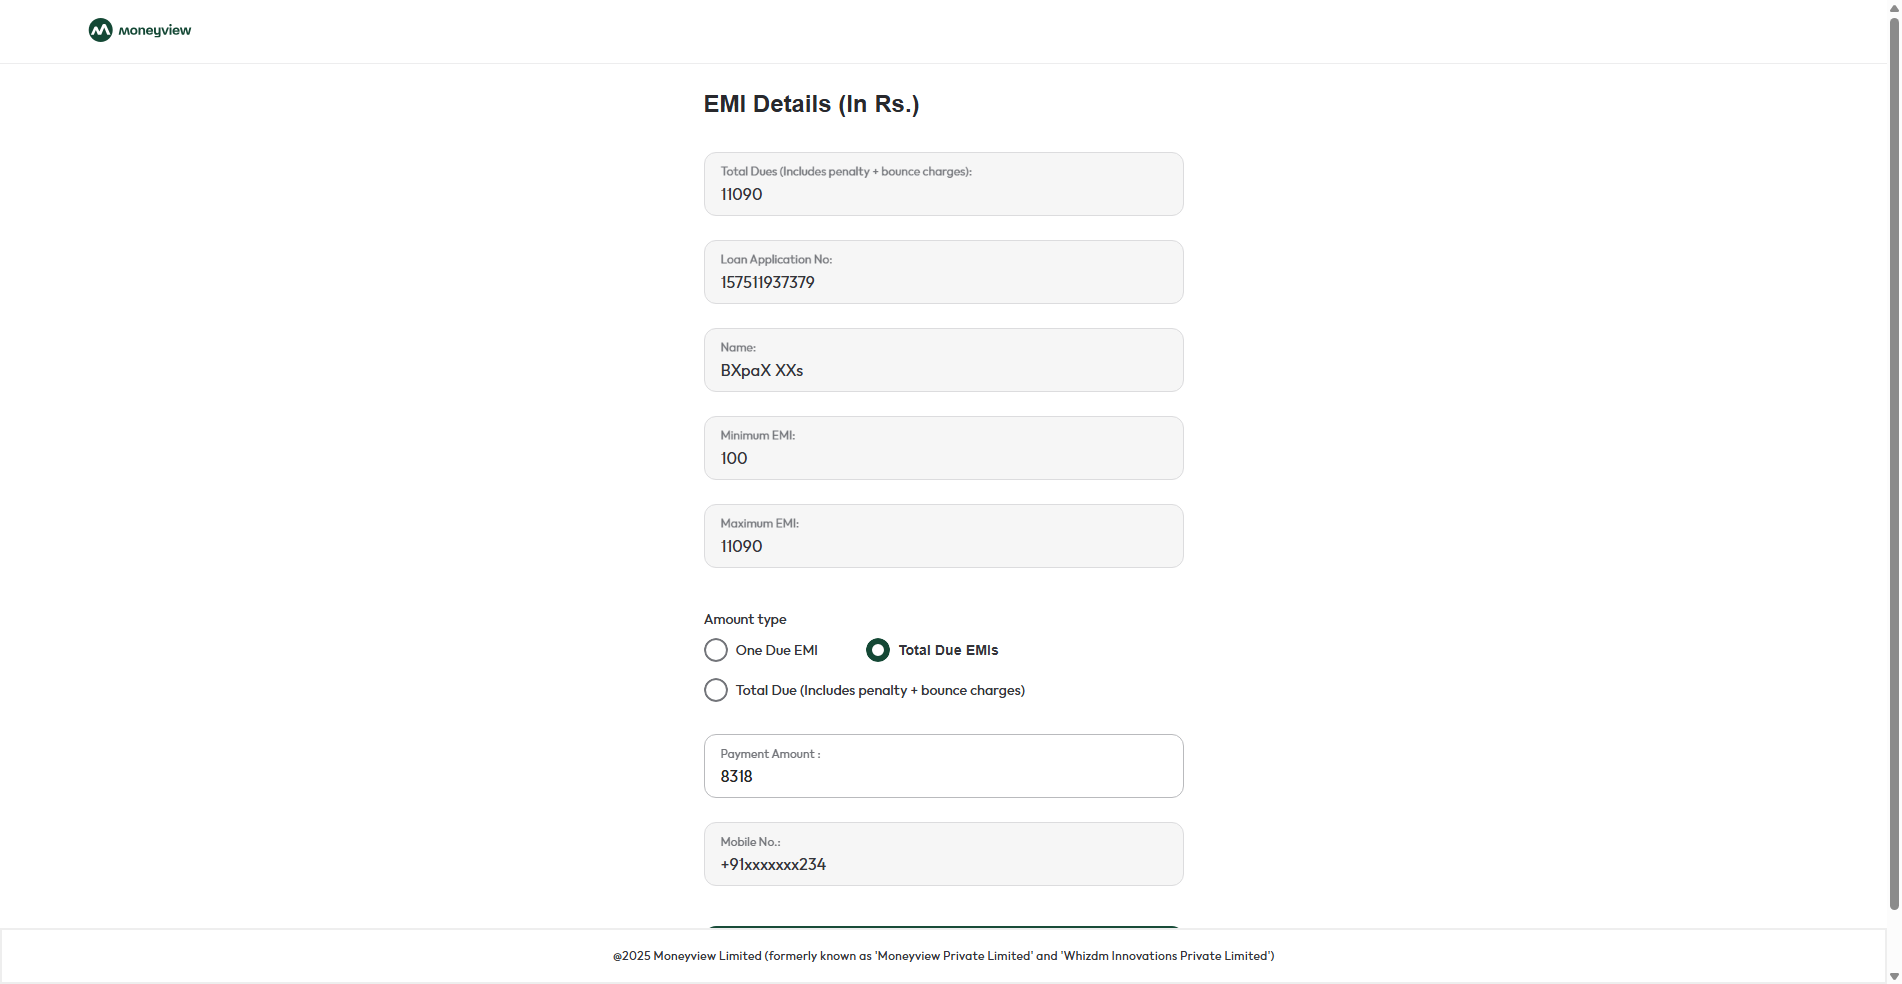 moneyview
EMI Details (In Rs.)
Total Dues (Includes penalty + bounce charges):
11090
Loan Application No:
157511937379
Name:
BXpaX XXs
Minimum EMI:
100
Maximum EMI:
11090
Amount type
One Due EMI
Total Due EMIs
Total Due (Includes penalty + bounce charges)
Payment Amount :
8318
Mobile No.:
+91xxxxxxx234
@2025 Moneyview Limited (formerly known as 'Moneyview Private Limited' and 'Whizdm Innovations Private Limited')